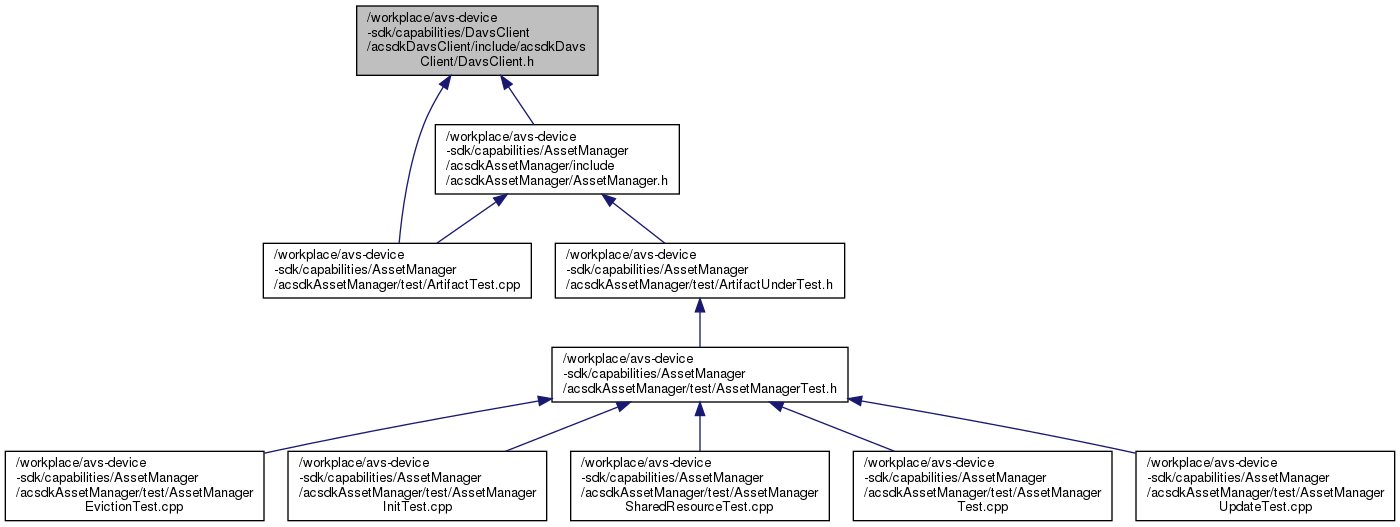 /workplace/avs-device
-sdk/capabilities/DavsClient
/acsdkDavsClient/include/acsdkDavs
Client/DavsClient.h
/workplace/avs-device
-sdk/capabilities/AssetManager
/acsdkAssetManager/include
/acsdkAssetManager/AssetManager.h
/workplace/avs-device
-sdk/capabilities/AssetManager
/acsdkAssetManager/test/ArtifactTest.cpp
/workplace/avs-device
-sdk/capabilities/AssetManager
/acsdkAssetManager/test/ArtifactUnderTest.h
/workplace/avs-device
-sdk/capabilities/AssetManager
/acsdkAssetManager/test/AssetManagerTest.h
/workplace/avs-device
-sdk/capabilities/AssetManager
/acsdkAssetManager/test/AssetManager
EvictionTest.cpp
/workplace/avs-device
-sdk/capabilities/AssetManager
/acsdkAssetManager/test/AssetManager
InitTest.cpp
/workplace/avs-device
-sdk/capabilities/AssetManager
/acsdkAssetManager/test/AssetManager
SharedResourceTest.cpp
/workplace/avs-device
-sdk/capabilities/AssetManager
/acsdkAssetManager/test/AssetManager
Test.cpp
/workplace/avs-device
-sdk/capabilities/AssetManager
/acsdkAssetManager/test/AssetManager
UpdateTest.cpp